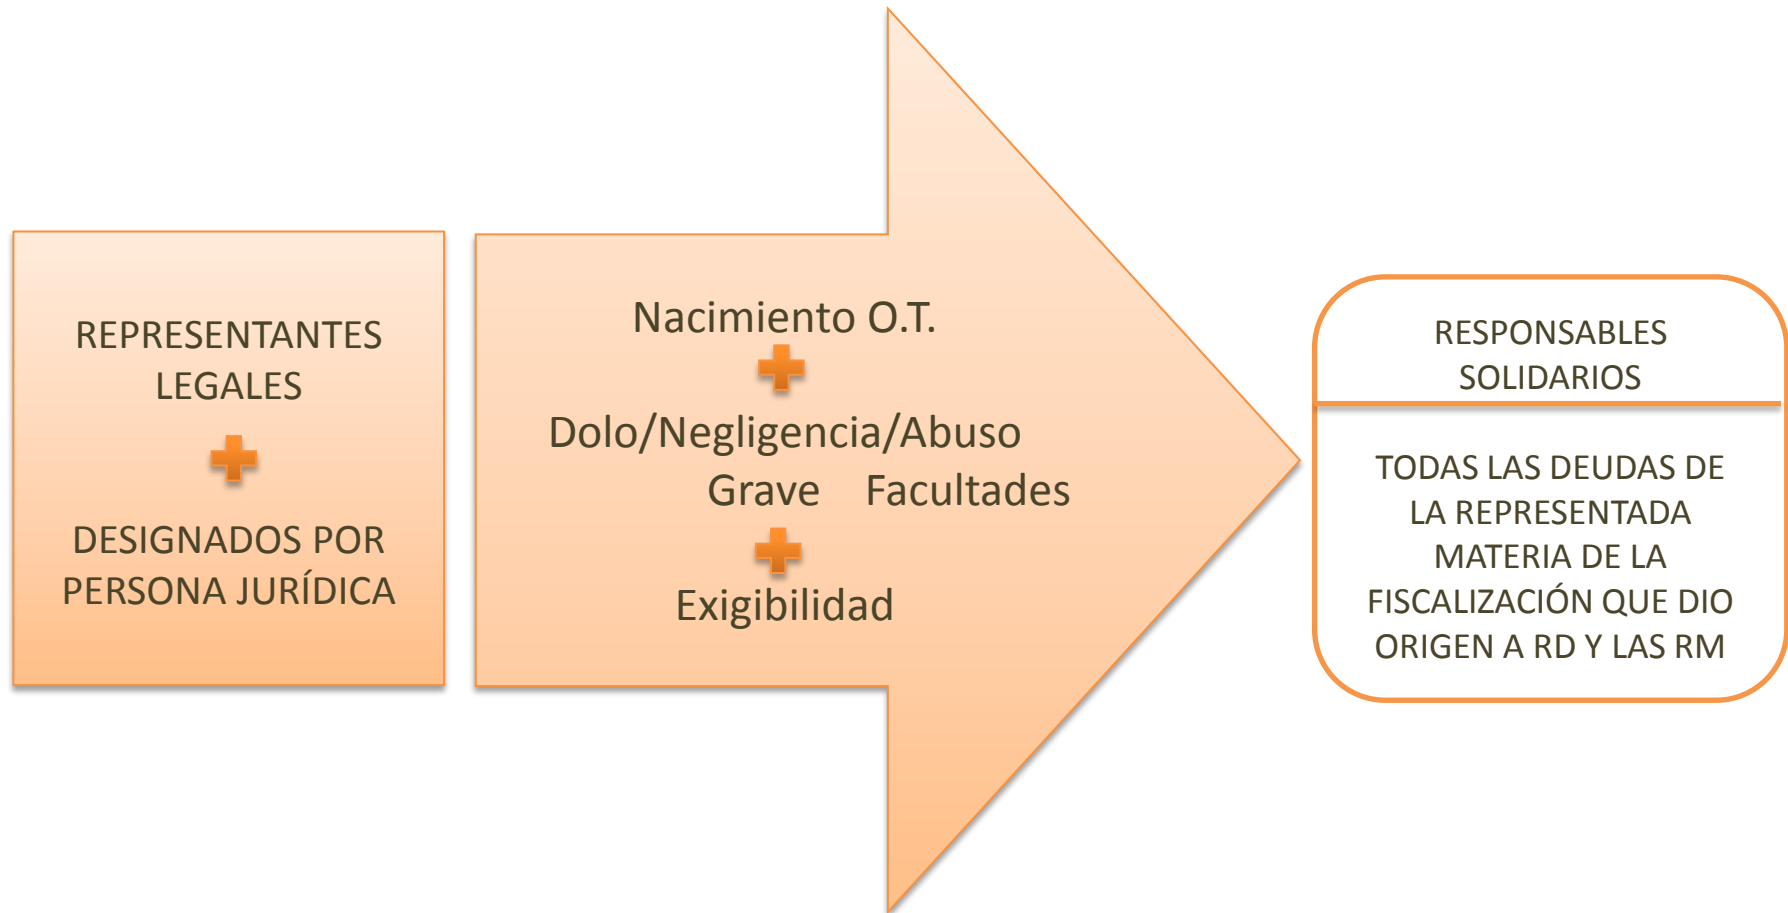 REPRESENTANTES
LEGALES
DESIGNADOS POR
PERSONA JURÍDICA
Nacimiento O.T.
Dolo/Negligencia/Abuso
Grave Facultades
Exigibilidad
RESPONSABLES
SOLIDARIOS
TODAS LAS DEUDAS DE
LA REPRESENTADA
MATERIA DE LA
FISCALIZACIÓN QUE DIO
ORIGEN A RD Y LAS RM